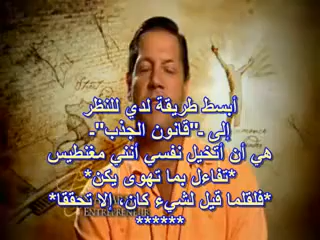 أبسط طريقة لدي للنظر
إلى -"قانون الجذب"-
هي أن أتخيل نفسي أنني مغنطيس
*تفاءل بما تهوى يكن*
*فلقلما قيل لشيء كان، إلا تحققا*
ENTREPRENEUR
******